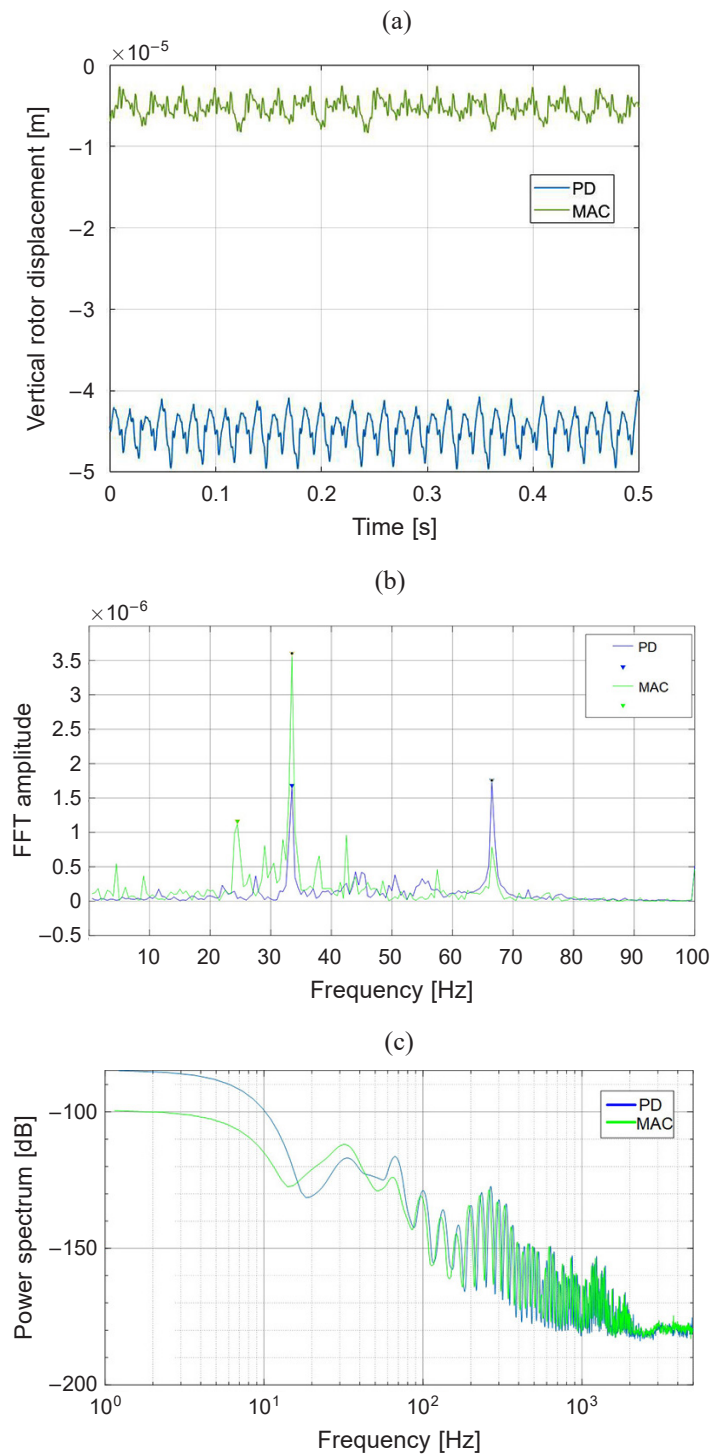 (a)
×10⁻⁵
0
−1
−2
−3
−4
−5
Vertical rotor displacement [m]
PD
MAC
0 0.1 0.2 0.3 0.4 0.5
Time [s]
(b)
×10⁻⁶
3.5
3
2.5
2
1.5
1
0.5
0
−0.5
FFT amplitude
PD
MAC
10 20 30 40 50 60 70 80 90 100
Frequency [Hz]
(c)
−100
−150
−200
Power spectrum [dB]
PD
MAC
10⁰ 10¹ 10² 10³
Frequency [Hz]